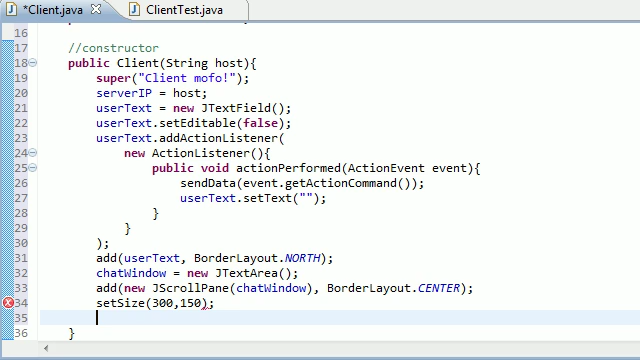 *Client.java ClientTest.java
16
17 //constructor
18 public Client(String host){
19 super("Client mofo!");
20 serverIP = host;
21 userText = new JTextField();
22 userText.setEditable(false);
23 userText.addActionListener(
24 new ActionListener(){
25 public void actionPerformed(ActionEvent event){
26 sendData(event.getActionCommand());
27 userText.setText("");
28 }
29 }
30 );
31 add(userText, BorderLayout.NORTH);
32 chatWindow = new JTextArea();
33 add(new JScrollPane(chatWindow), BorderLayout.CENTER);
34 setSize(300,150);
35
36 }